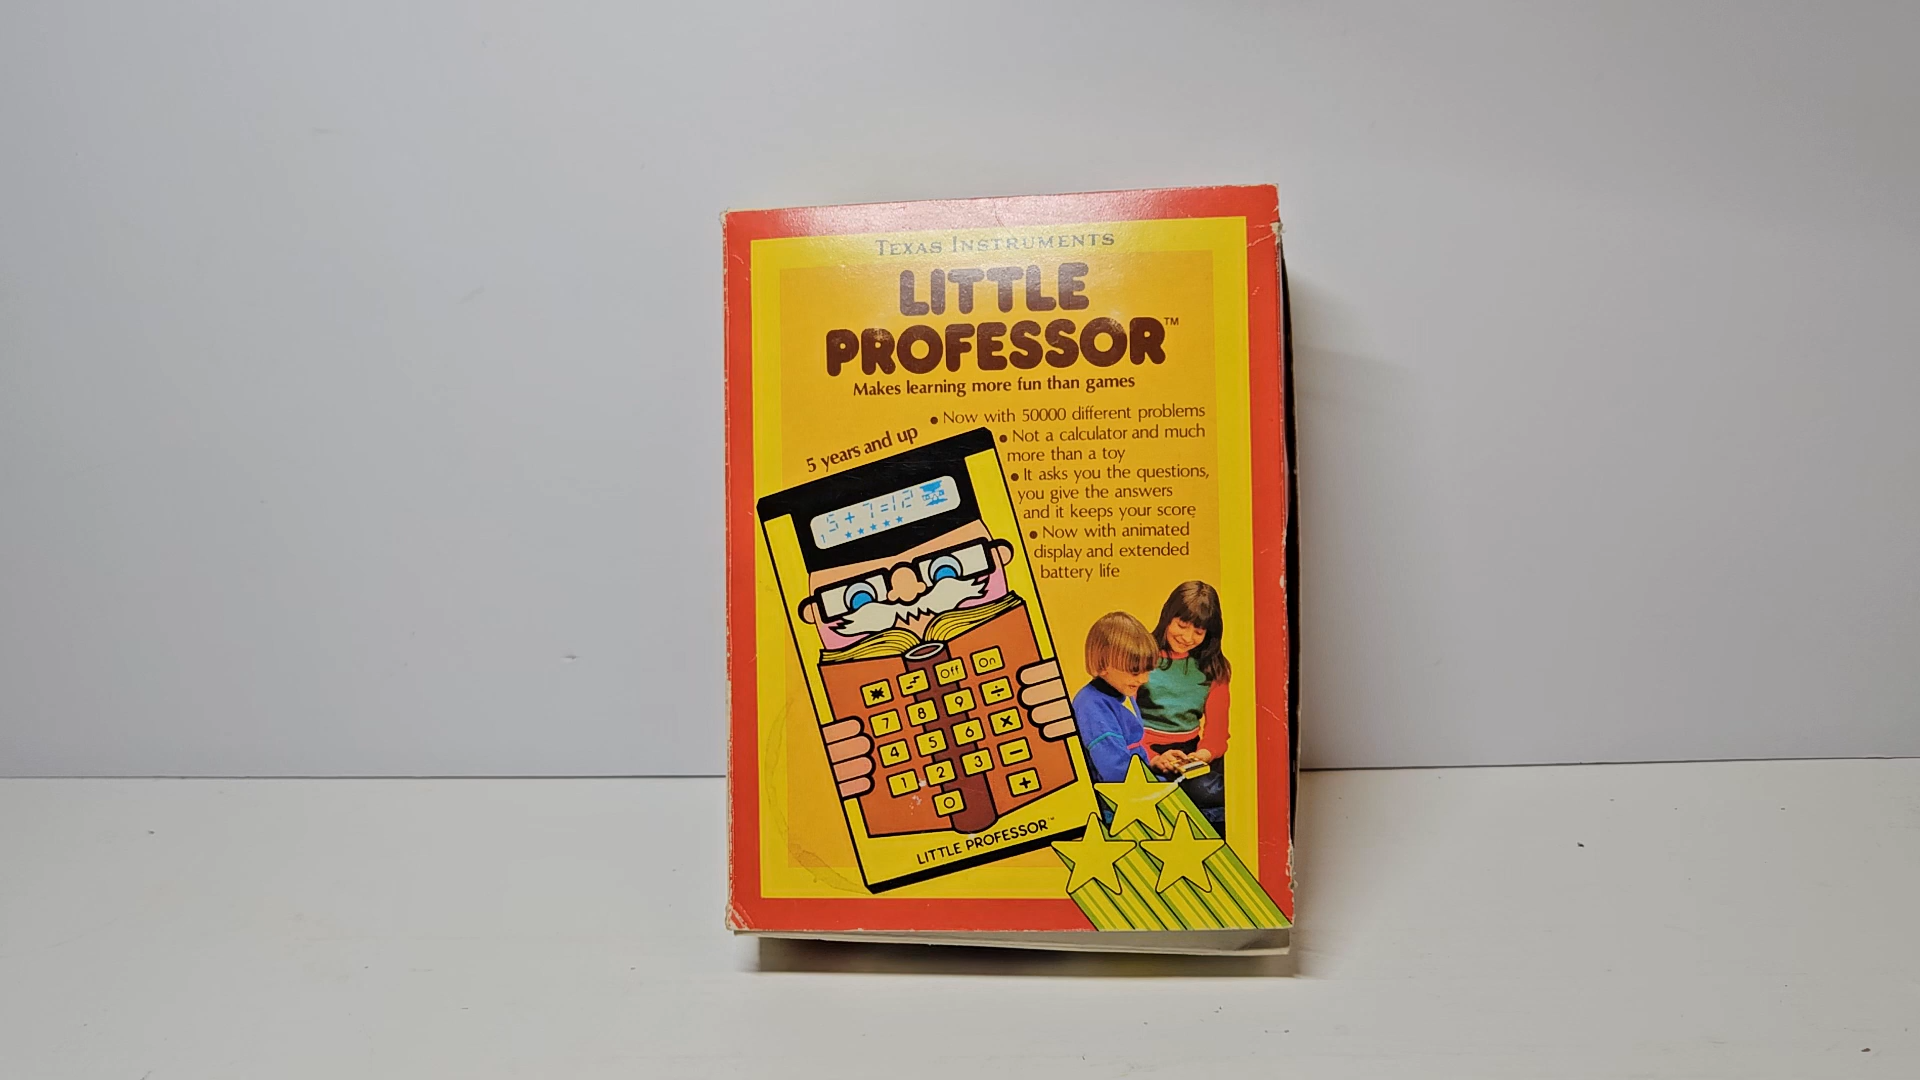 TEXAS INSTRUMENTS
LITTLE
PROFESSOR™
Makes learning more fun than games
• Now with 50000 different problems
5 years and up
• Not a calculator and much
more than a toy
• It asks you the questions,
you give the answers
and it keeps your score
• Now with animated
display and extended
battery life
5 + 7 = 12
1 ★★★★★
Off On
7 8 9 ÷
4 5 6 ×
1 2 3 −
0 +
LITTLE PROFESSOR™